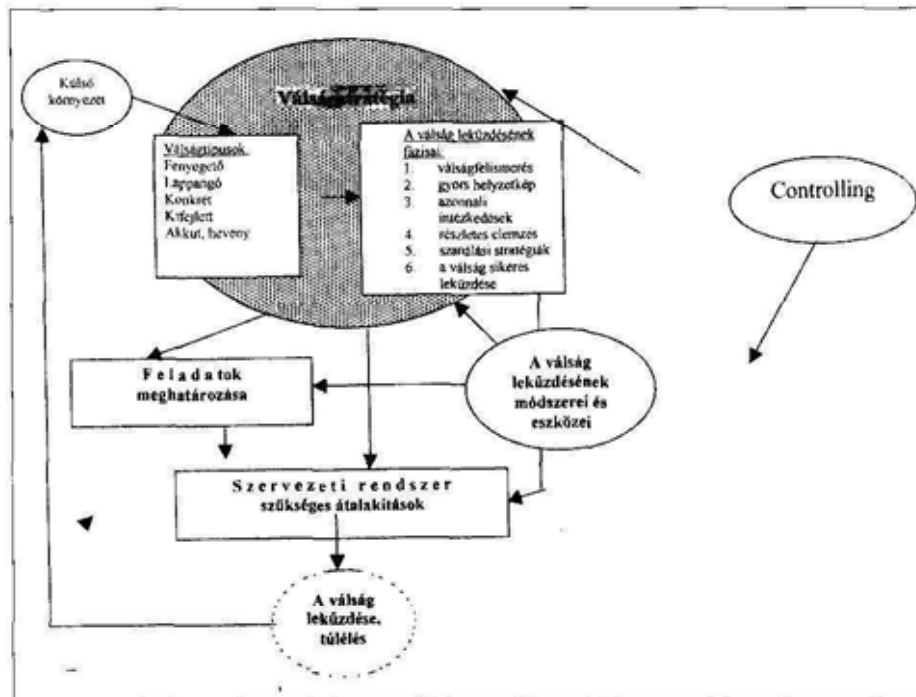 Külső
környezet
Válságstratégia
Válságtípusok
Fenyegető
Lappangó
Konkrét
Kifejlett
Akkut, heveny
A válság leküzdésének
fázisai:
1. válságfelismerés
2. gyors helyzetkép
3. azonnali
intézkedések
4. részletes elemzés
5. szanálási stratégiák
6. a válság sikeres
leküzdése
Controlling
Feladatok
meghatározása
A válság
leküzdésének
módszerei és
eszközei
Szervezeti rendszer
szükséges átalakítások
A válság
leküzdése,
túlélés